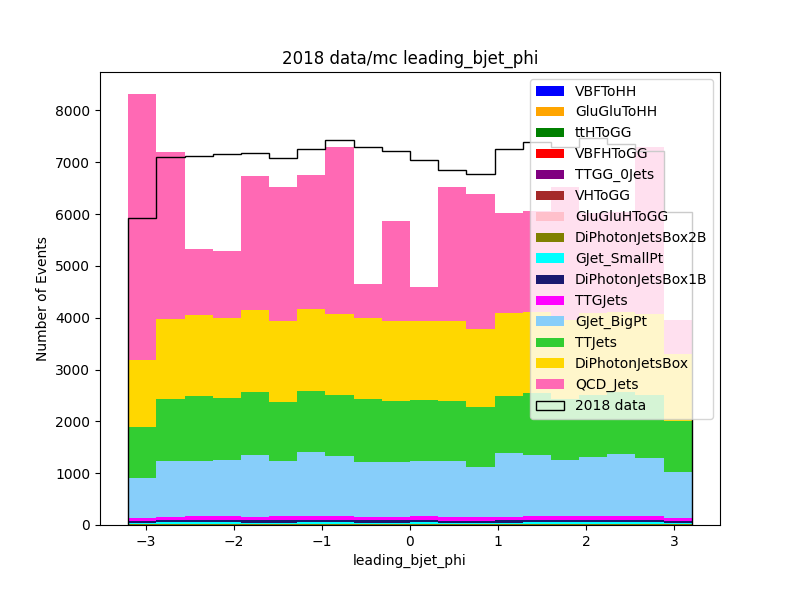 2018 data/mc leading_bjet_phi
Number of Events
8000
7000
6000
5000
4000
3000
2000
1000
0
VBFToHH
GluGluToHH
ttHToGG
VBFHToGG
TTGG_0Jets
VHToGG
GluGluHToGG
DiPhotonJetsBox2B
GJet_SmallPt
DiPhotonJetsBox1B
TTGJets
GJet_BigPt
TTJets
DiPhotonJetsBox
QCD_Jets
2018 data
−3 −2 −1 0 1 2 3
leading_bjet_phi